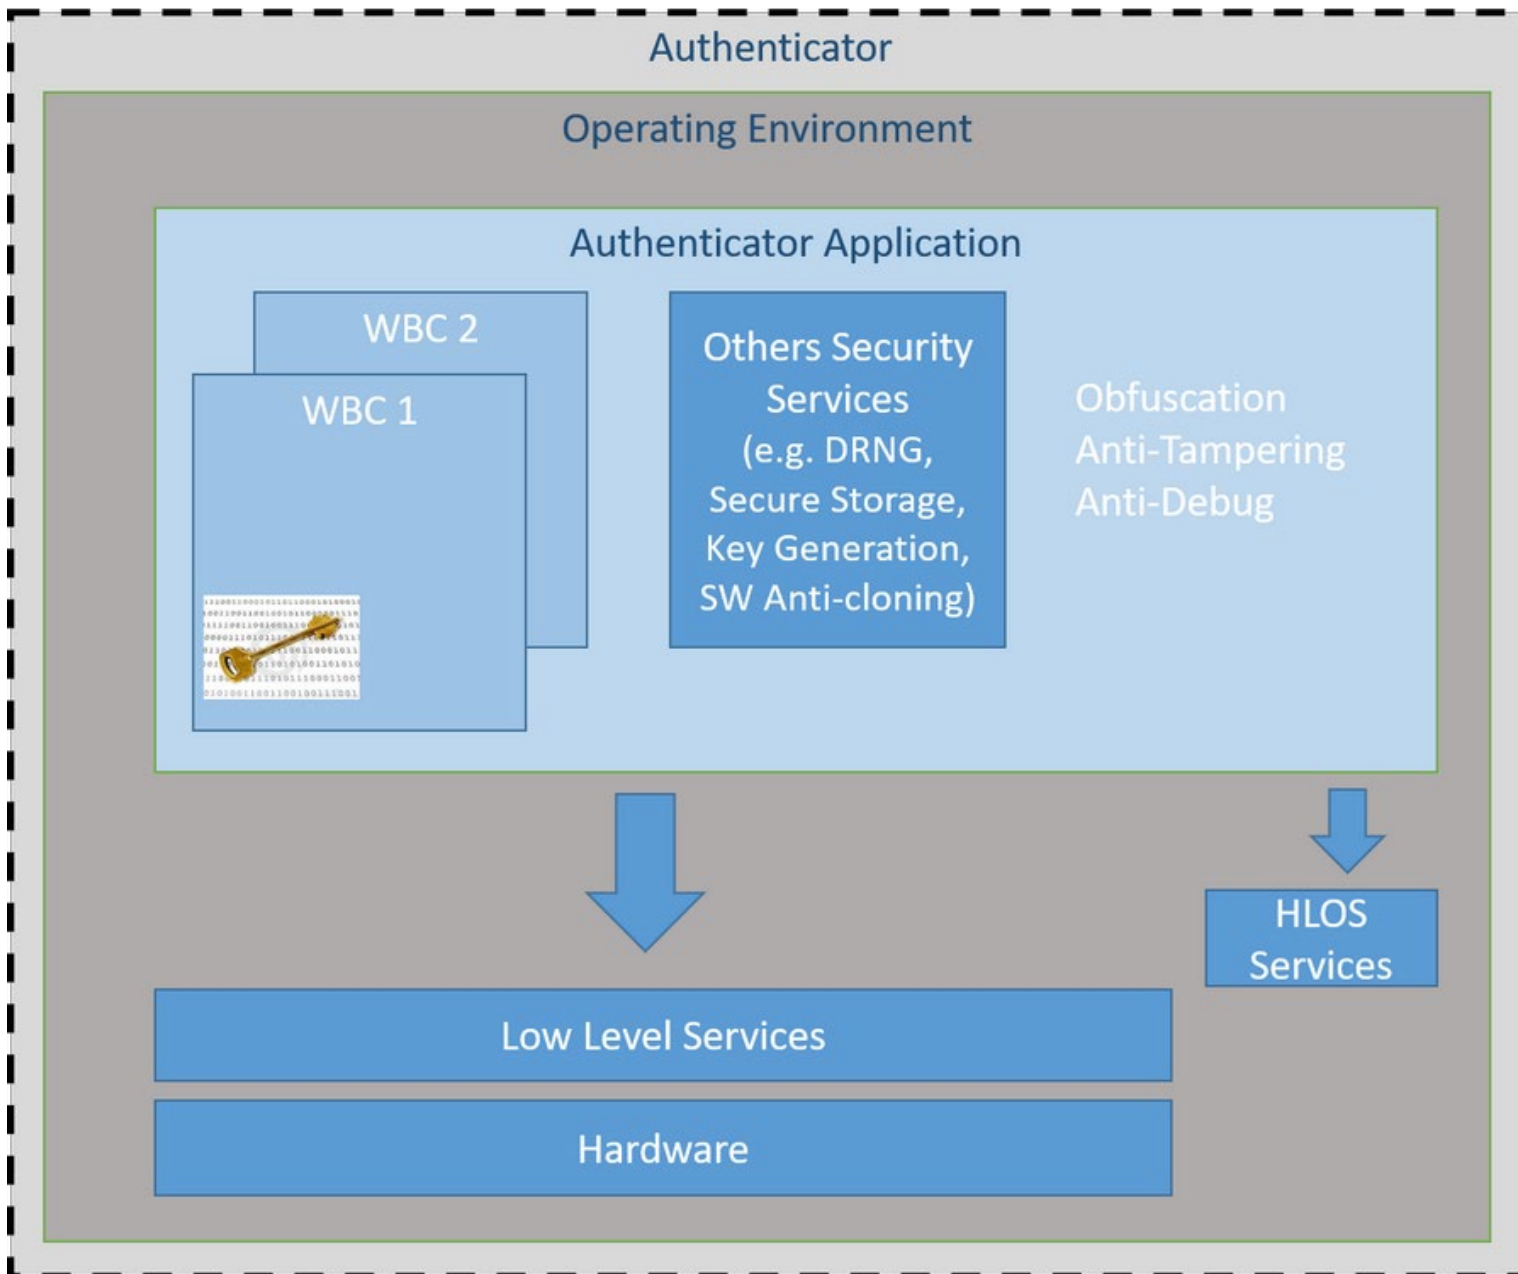 Authenticator
Operating Environment
Authenticator Application
WBC 2
WBC 1
Others Security
Services
(e.g. DRNG,
Secure Storage,
Key Generation,
SW Anti-cloning)
Obfuscation
Anti-Tampering
Anti-Debug
HLOS
Services
Low Level Services
Hardware